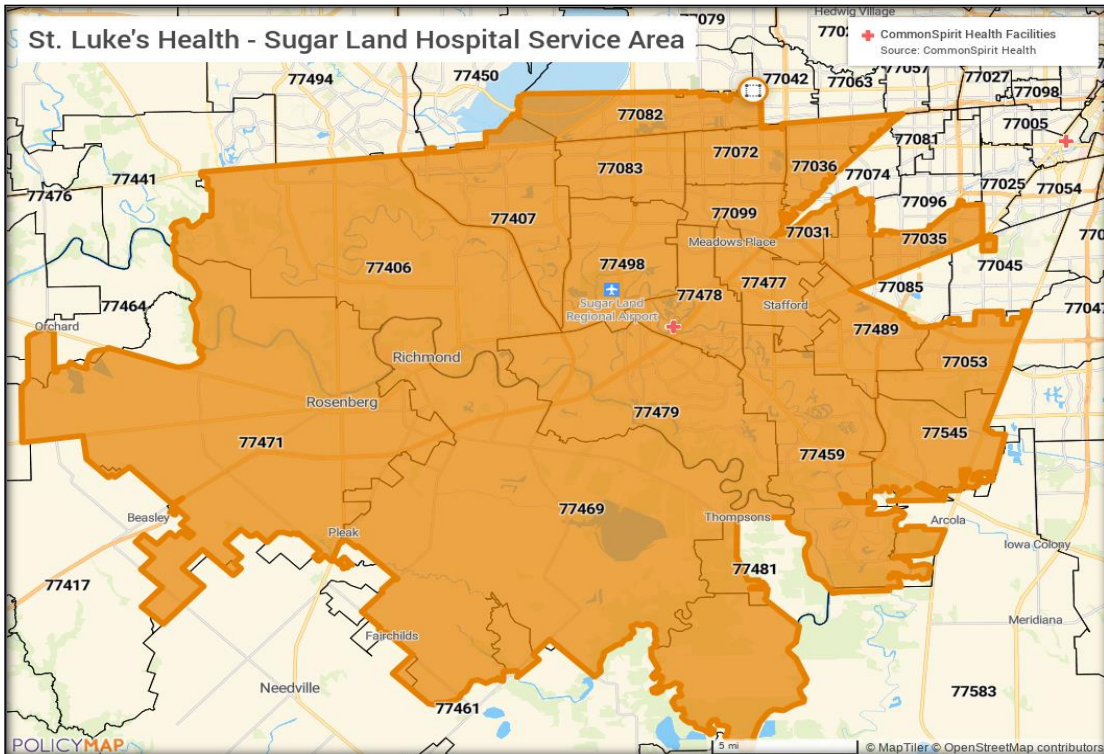 Hedwig Village
77079
St. Luke's Health - Sugar Land Hospital Service Area
CommonSpirit Health Facilities
Source: CommonSpirit Health
77494
77450
77042
77063
77057
77027
77098
77082
77005
77072
77036
77081
77083
77441
77074
77025
77054
77476
77096
77407
77099
77031
77035
Meadows Place
77406
77498
77045
77477
77085
77478
Sugar Land
Regional Airport
Stafford
77464
77047
Orchard
77489
Richmond
77053
Rosenberg
77479
77471
77545
77459
77469
Thompsons
Arcola
Beasley
Pleak
Iowa Colony
77481
77417
Meridiana
Fairchilds
Needville
77583
77461
POLICYMAP
5 mi
© MapTiler © OpenStreetMap contributors